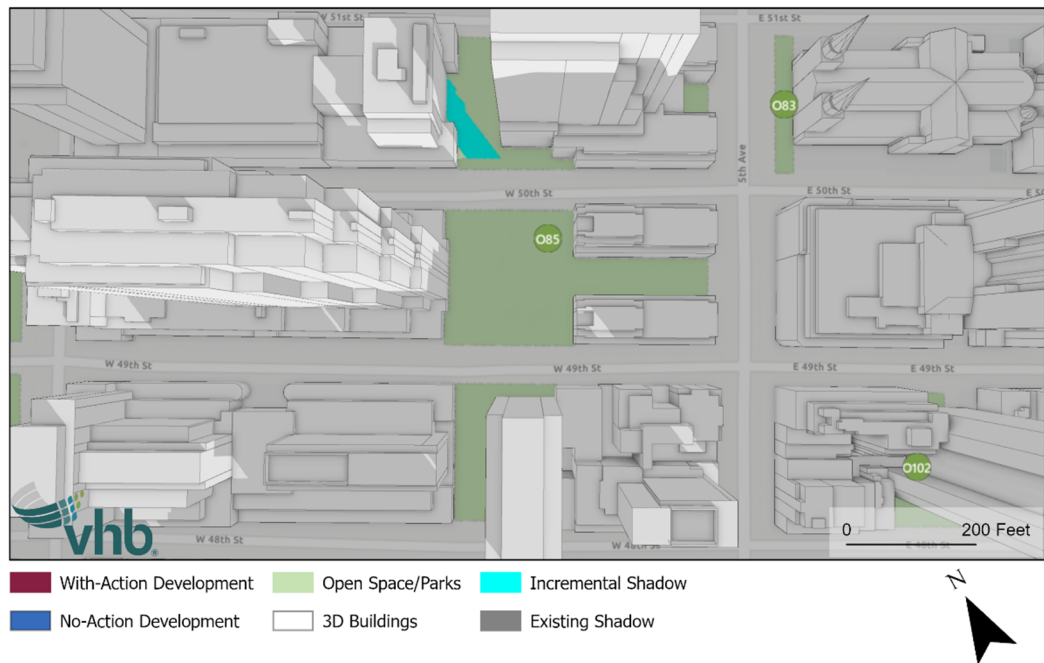 W 51st St
E 51st St
O83
5th Ave
W 50th St
E 50th St
O85
W 49th St
W 49th St
E 49th St
E 49th St
O102
vhb®
W 48th St
W 48th St
E 48th St
0 200 Feet
With-Action Development Open Space/Parks Incremental Shadow
No-Action Development 3D Buildings Existing Shadow
N